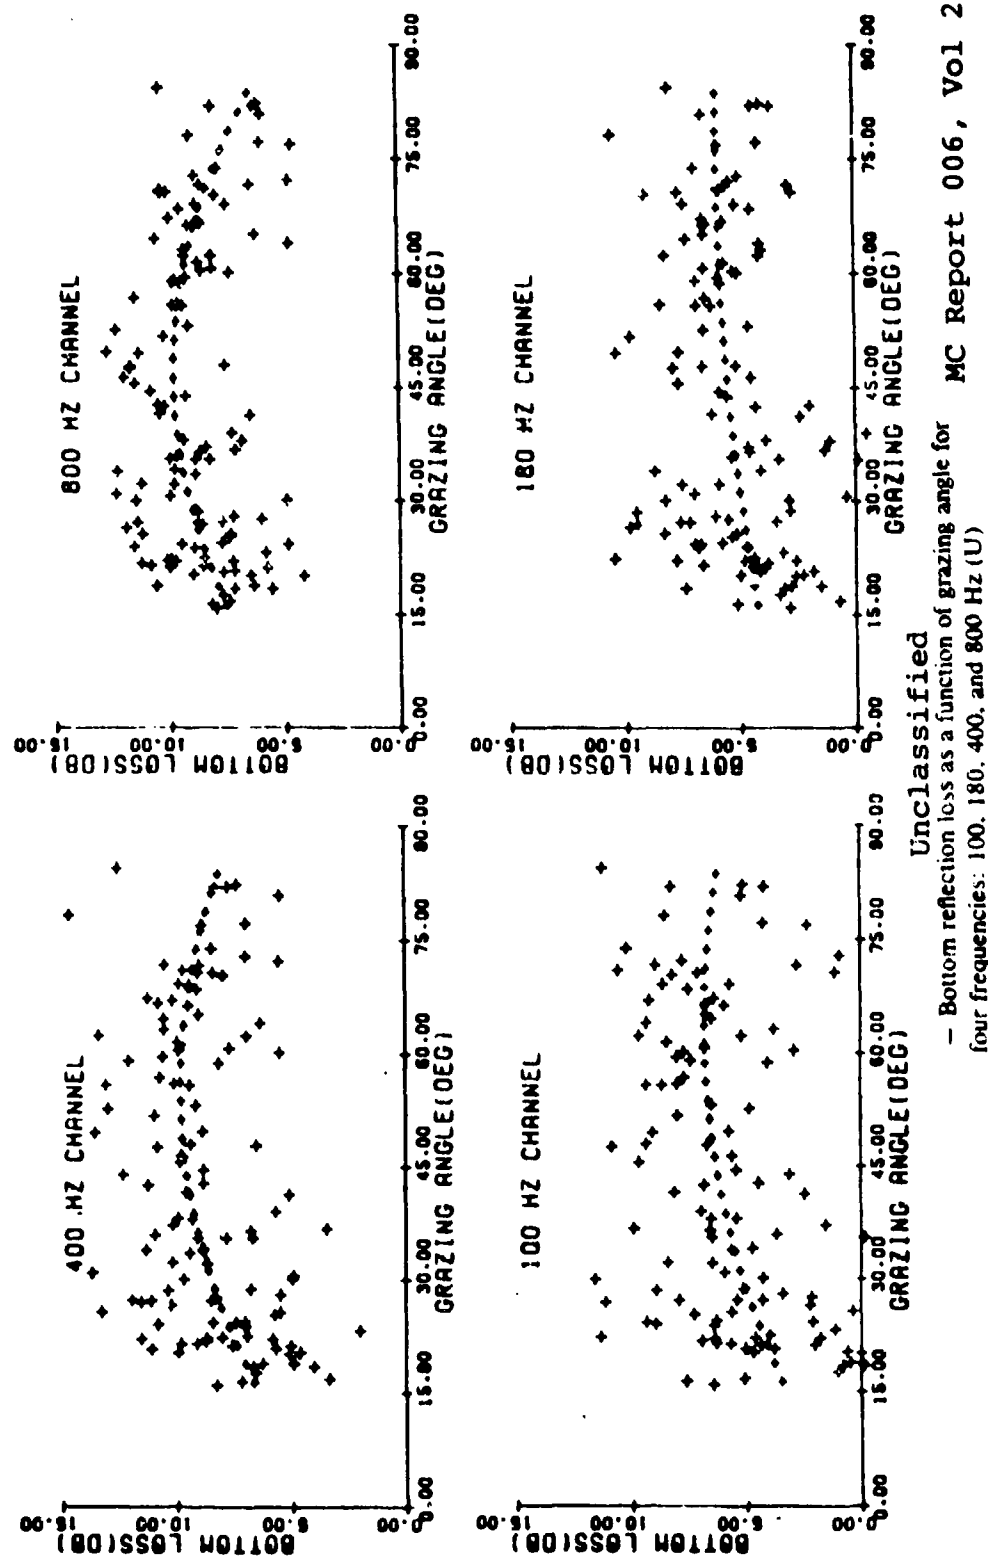 400 HZ CHANNEL
BOTTOM LOSS(DB)
15.00
10.00
5.00
0.00
0.00
15.00
30.00
45.00
60.00
75.00
90.00
GRAZING ANGLE(DEG)
800 HZ CHANNEL
BOTTOM LOSS(DB)
15.00
10.00
5.00
0.00
0.00
15.00
30.00
45.00
60.00
75.00
90.00
GRAZING ANGLE(DEG)
100 HZ CHANNEL
BOTTOM LOSS(DB)
15.00
10.00
5.00
0.00
0.00
15.00
30.00
45.00
60.00
75.00
90.00
GRAZING ANGLE(DEG)
180 HZ CHANNEL
BOTTOM LOSS(DB)
15.00
10.00
5.00
0.00
0.00
15.00
30.00
45.00
60.00
75.00
90.00
GRAZING ANGLE(DEG)
Unclassified
– Bottom reflection loss as a function of grazing angle for
four frequencies: 100, 180, 400, and 800 Hz (U)
MC Report 006, Vol 2